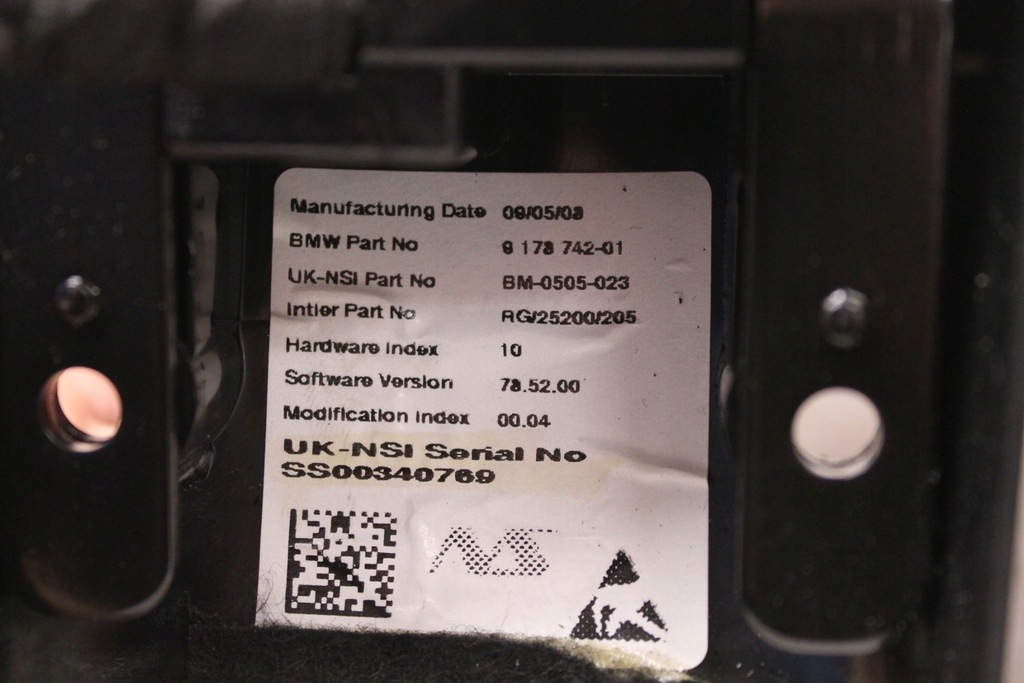 Manufacturing Date 09/05/08
BMW Part No 9 178 742-01
UK-NSI Part No BM-0505-023
Intier Part No RG/25200/205
Hardware Index 10
Software Version 78.52.00
Modification Index 00.04
UK-NSI Serial No
SS00340769
NS